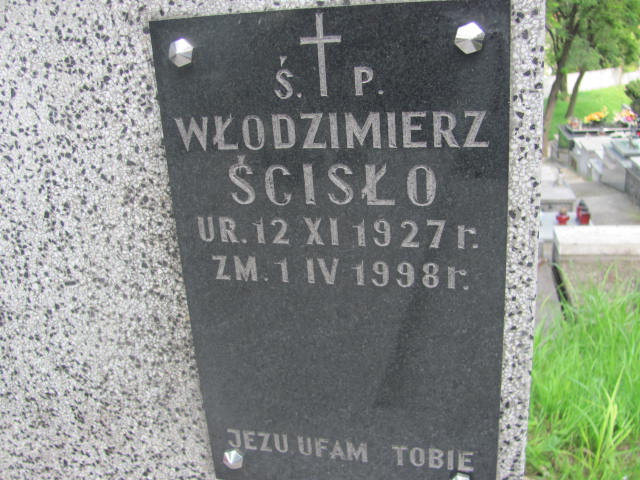 Ś. P.
WŁODZIMIERZ
ŚCISŁO
UR. 12 XI 1927 r.
ZM. 1 IV 1998 r.
JEZU UFAM TOBIE